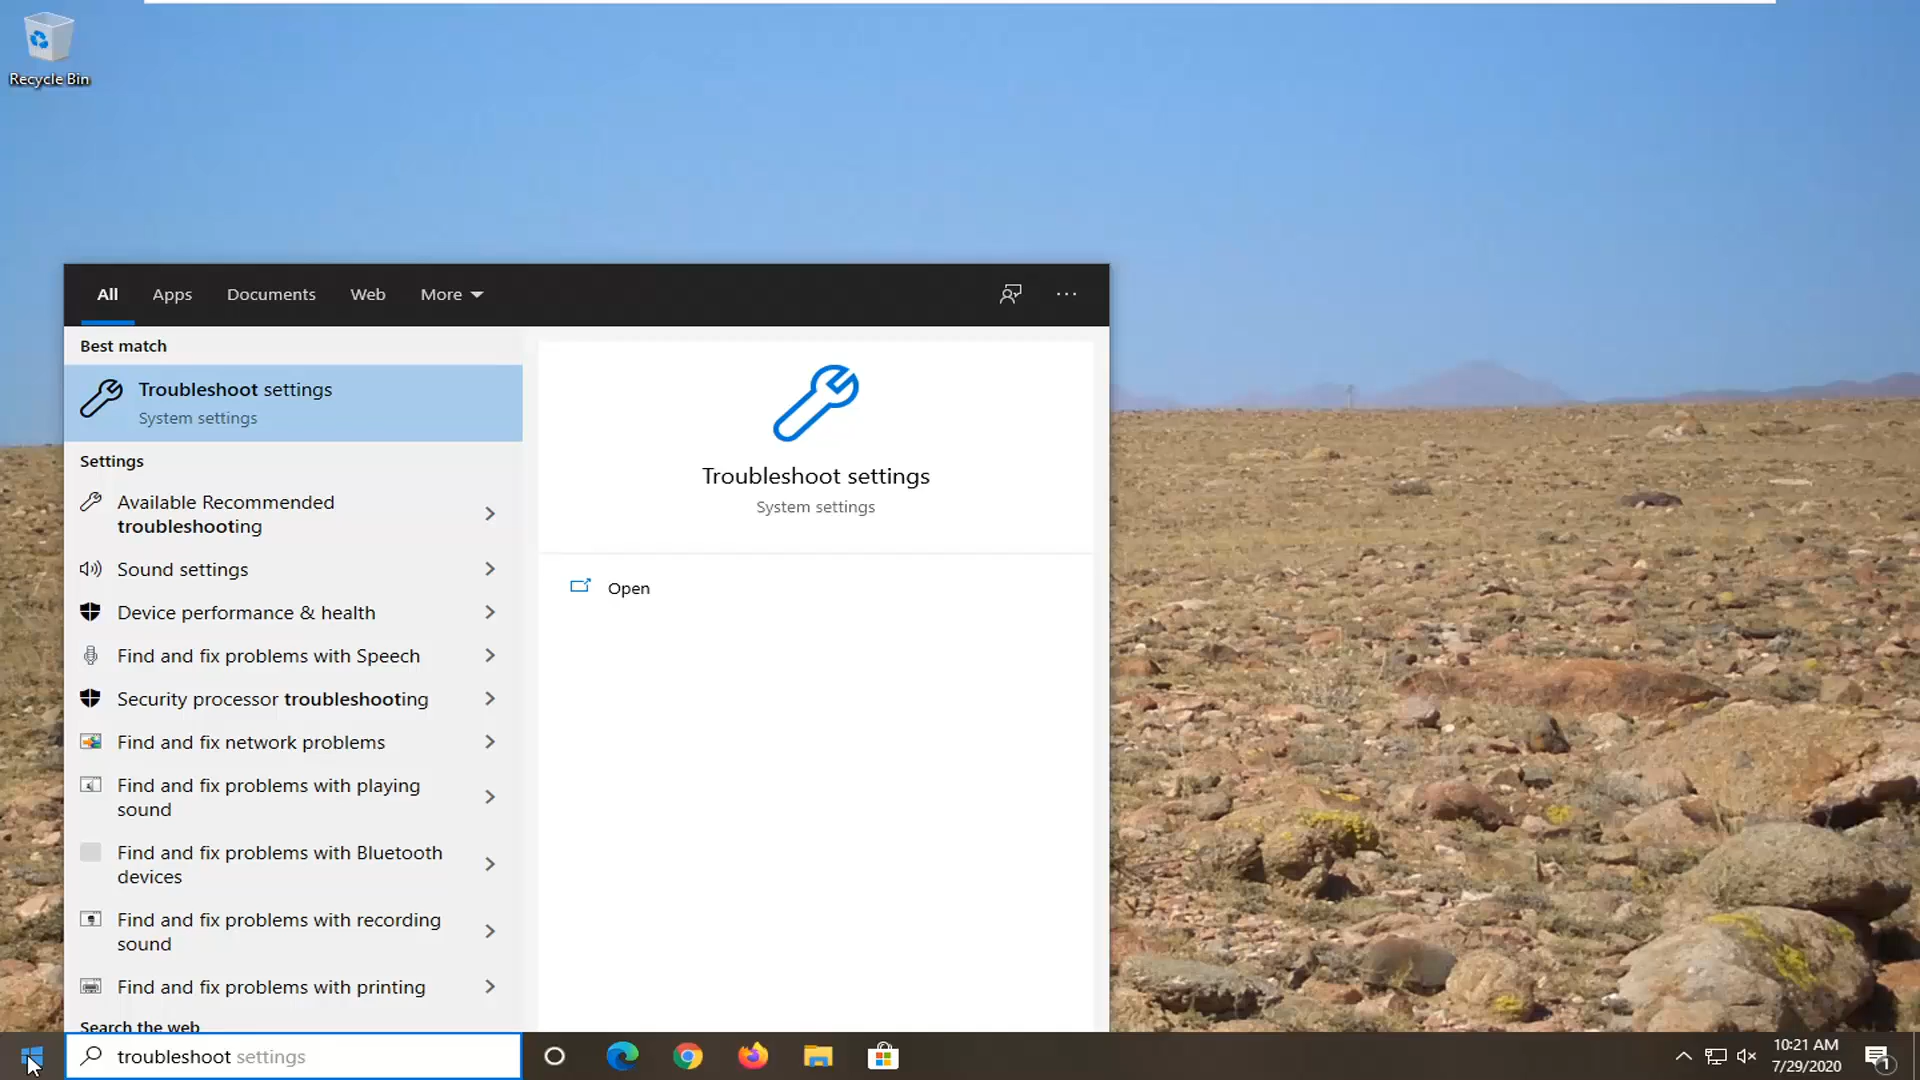 Recycle Bin
All Apps Documents Web More
Best match
Troubleshoot settings
System settings
Settings
Available Recommended
troubleshooting
Sound settings
Device performance & health
Find and fix problems with Speech
Security processor troubleshooting
Find and fix network problems
Find and fix problems with playing
sound
Find and fix problems with Bluetooth
devices
Find and fix problems with recording
sound
Find and fix problems with printing
Search the web
Troubleshoot settings
System settings
Open
troubleshoot settings
10:21 AM
7/29/2020
1